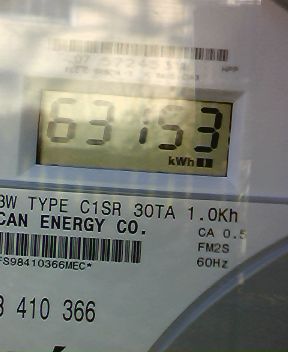 63153
kWh
3W TYPE C1SR 30TA 1.0Kh
CAN ENERGY CO. CA 0.5
FM2S
FS98410366MEC* 60Hz
3 410 366